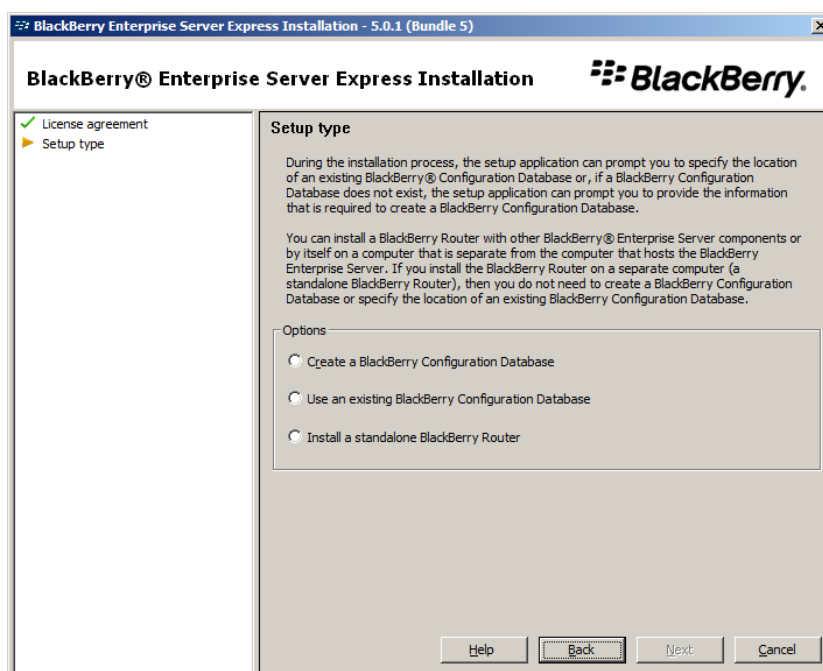 BlackBerry Enterprise Server Express Installation - 5.0.1 (Bundle 5)
BlackBerry® Enterprise Server Express Installation
BlackBerry.
License agreement
Setup type
Setup type
During the installation process, the setup application can prompt you to specify the location
of an existing BlackBerry® Configuration Database or, if a BlackBerry Configuration
Database does not exist, the setup application can prompt you to provide the information
that is required to create a BlackBerry Configuration Database.
You can install a BlackBerry Router with other BlackBerry® Enterprise Server components or
by itself on a computer that is separate from the computer that hosts the BlackBerry
Enterprise Server. If you install the BlackBerry Router on a separate computer (a
standalone BlackBerry Router), then you do not need to create a BlackBerry Configuration
Database or specify the location of an existing BlackBerry Configuration Database.
Options
Create a BlackBerry Configuration Database
Use an existing BlackBerry Configuration Database
Install a standalone BlackBerry Router
Help Back Next Cancel